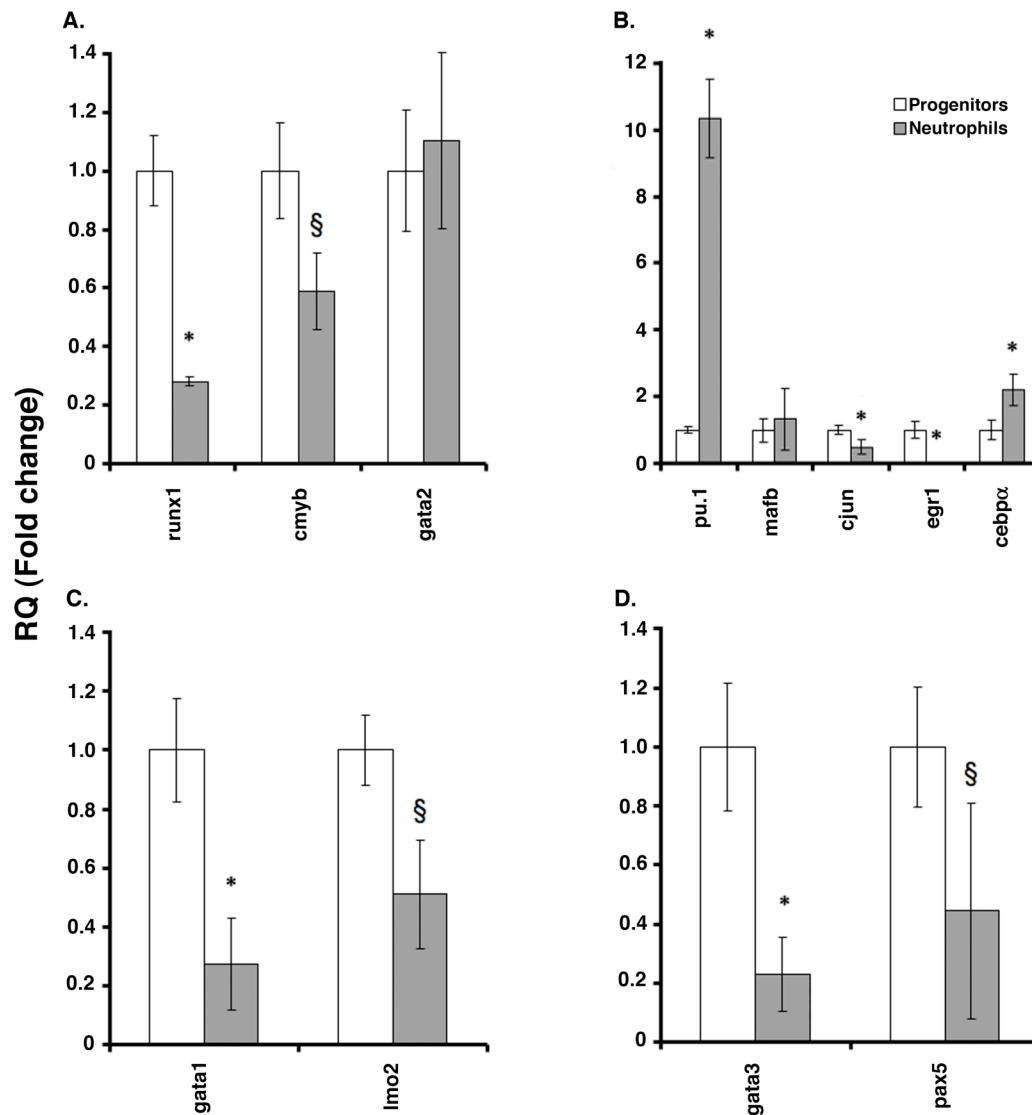 RQ (Fold change)
A.
1.4
1.2
1.0
0.8
0.6
0.4
0.2
0
*
§
runx1
cmyb
gata2
B.
12
10
8
6
4
2
0
*
*
*
*
Progenitors
Neutrophils
pu.1
mafb
cjun
egr1
cebpα
C.
1.4
1.2
1.0
0.8
0.6
0.4
0.2
0
*
§
gata1
lmo2
D.
1.4
1.2
1.0
0.8
0.6
0.4
0.2
0
*
§
gata3
pax5